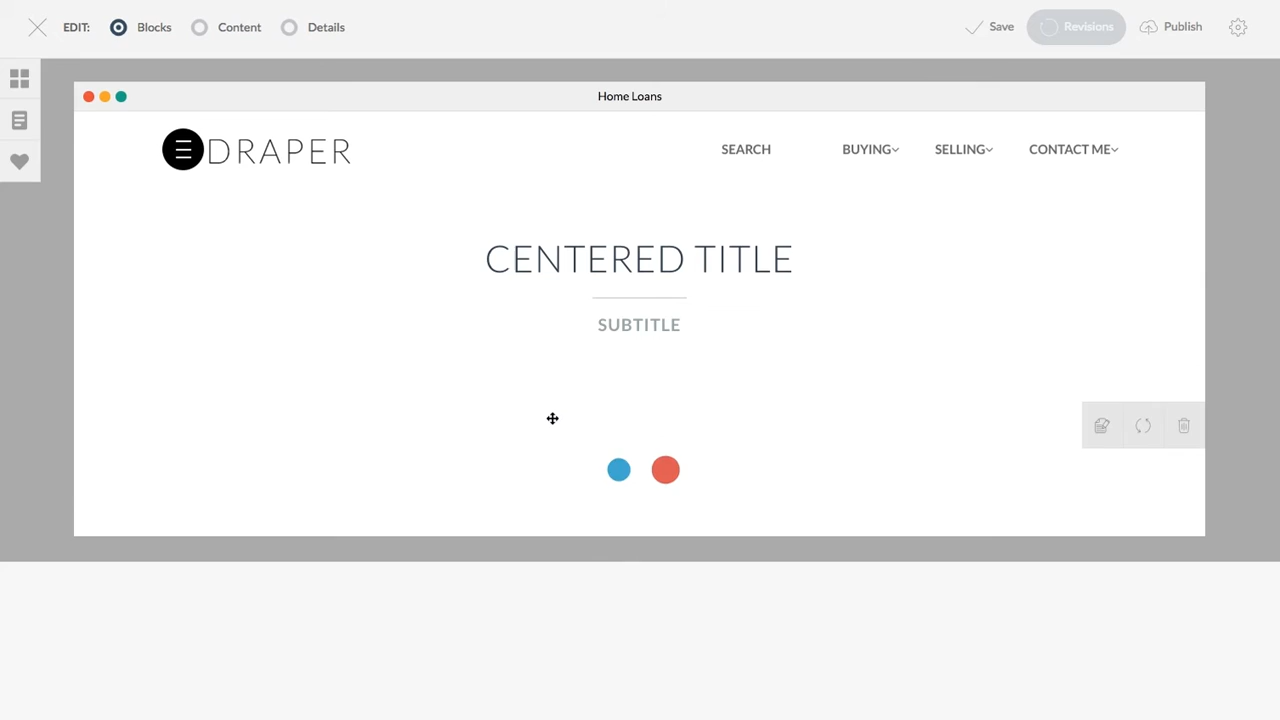 EDIT: Blocks Content Details Save Revisions Publish
Home Loans
DRAPER SEARCH BUYING SELLING CONTACT ME
CENTERED TITLE
SUBTITLE